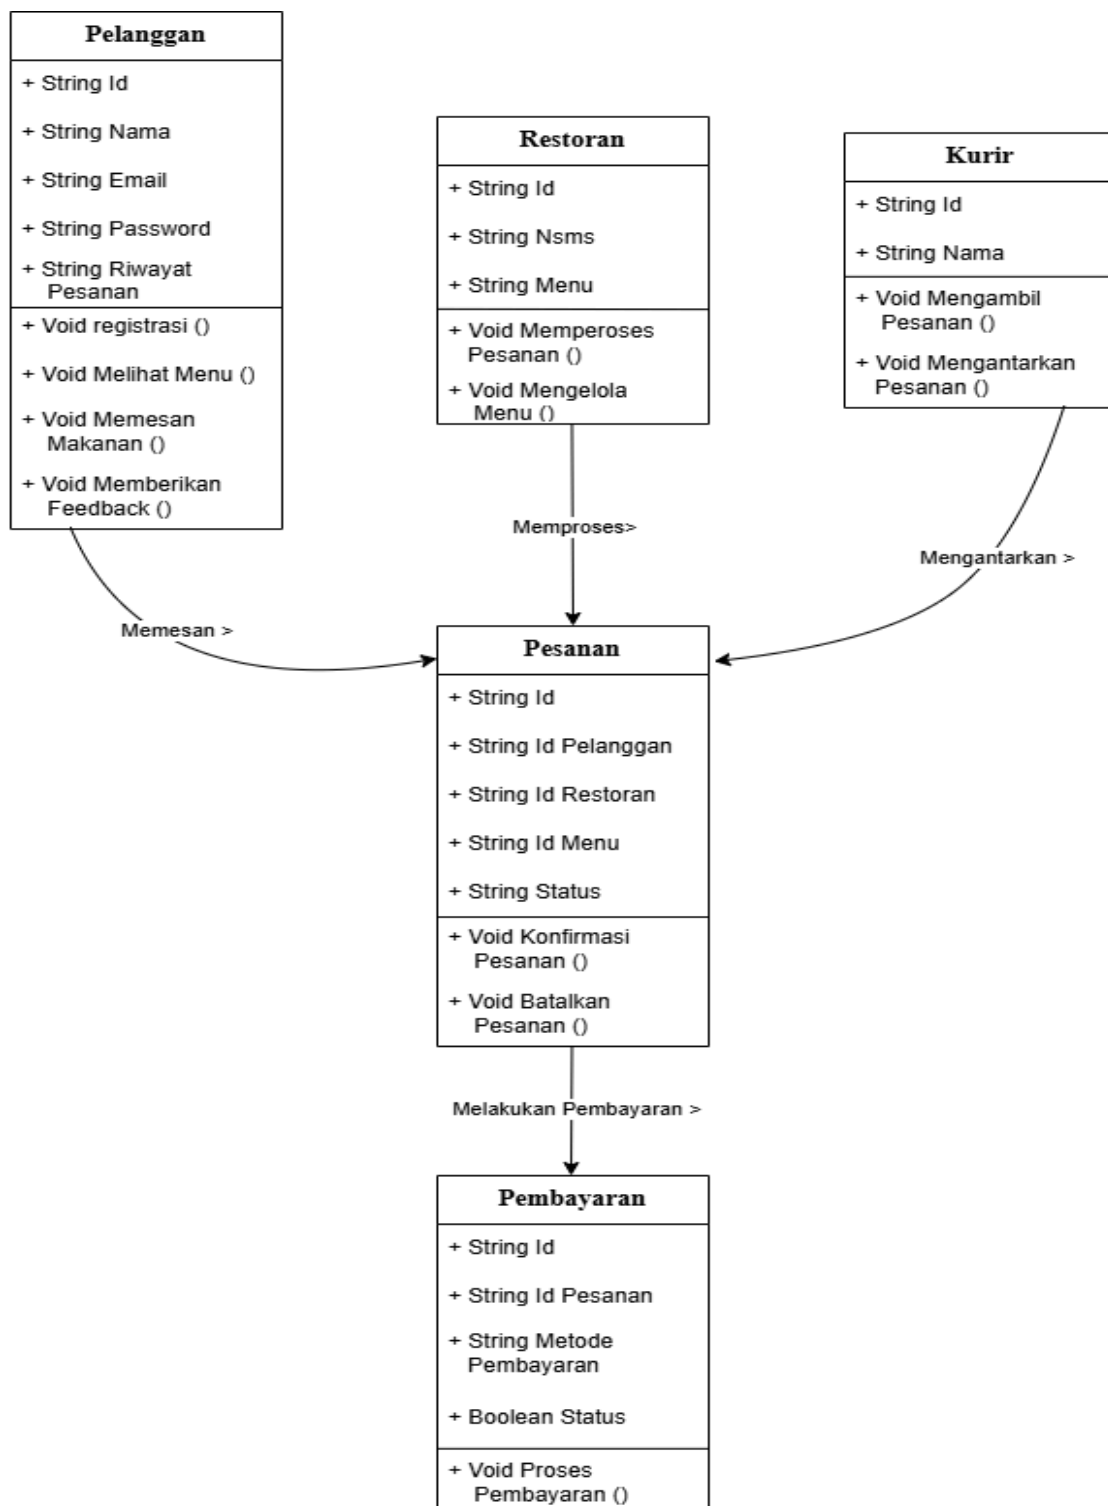 Pelanggan
+ String Id
+ String Nama
+ String Email
+ String Password
+ String Riwayat
Pesanan
+ Void registrasi ()
+ Void Melihat Menu ()
+ Void Memesan
Makanan ()
+ Void Memberikan
Feedback ()
Restoran
+ String Id
+ String Nsms
+ String Menu
+ Void Memperoses
Pesanan ()
+ Void Mengelola
Menu ()
Kurir
+ String Id
+ String Nama
+ Void Mengambil
Pesanan ()
+ Void Mengantarkan
Pesanan ()
Memesan >
Memproses>
Mengantarkan >
Pesanan
+ String Id
+ String Id Pelanggan
+ String Id Restoran
+ String Id Menu
+ String Status
+ Void Konfirmasi
Pesanan ()
+ Void Batalkan
Pesanan ()
Melakukan Pembayaran >
Pembayaran
+ String Id
+ String Id Pesanan
+ String Metode
Pembayaran
+ Boolean Status
+ Void Proses
Pembayaran ()